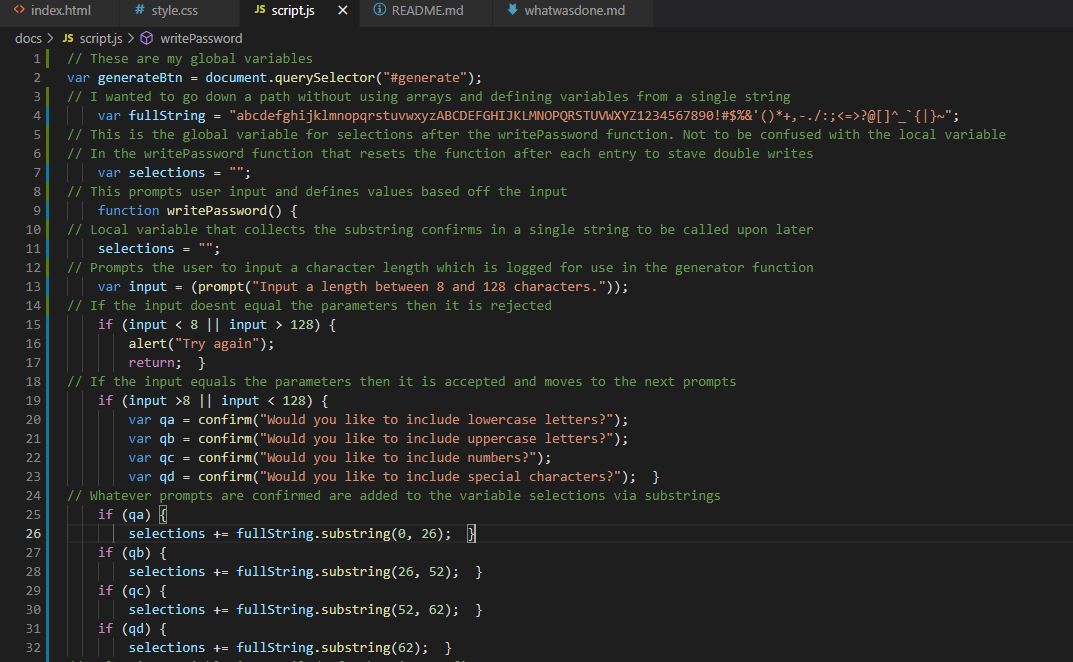 index.html
# style.css
JS script.js ×
README.md
whatwasdone.md
docs > JS script.js > writePassword
1 // These are my global variables
2 var generateBtn = document.querySelector("#generate");
3 // I wanted to go down a path without using arrays and defining variables from a single string
4 var fullString = "abcdefghijklmnopqrstuvwxyzABCDEFGHIJKLMNOPQRSTUVWXYZ1234567890!#$%&'()*+,-./:;<=>?@[]^_`{|}~";
5 // This is the global variable for selections after the writePassword function. Not to be confused with the local variable
6 // In the writePassword function that resets the function after each entry to stave double writes
7 var selections = "";
8 // This prompts user input and defines values based off the input
9 function writePassword() {
10 // Local variable that collects the substring confirms in a single string to be called upon later
11 selections = "";
12 // Prompts the user to input a character length which is logged for use in the generator function
13 var input = (prompt("Input a length between 8 and 128 characters."));
14 // If the input doesnt equal the parameters then it is rejected
15 if (input < 8 || input > 128) {
16 alert("Try again");
17 return; }
18 // If the input equals the parameters then it is accepted and moves to the next prompts
19 if (input >8 || input < 128) {
20 var qa = confirm("Would you like to include lowercase letters?");
21 var qb = confirm("Would you like to include uppercase letters?");
22 var qc = confirm("Would you like to include numbers?");
23 var qd = confirm("Would you like to include special characters?"); }
24 // Whatever prompts are confirmed are added to the variable selections via substrings
25 if (qa) {
26 selections += fullString.substring(0, 26); }
27 if (qb) {
28 selections += fullString.substring(26, 52); }
29 if (qc) {
30 selections += fullString.substring(52, 62); }
31 if (qd) {
32 selections += fullString.substring(62); }